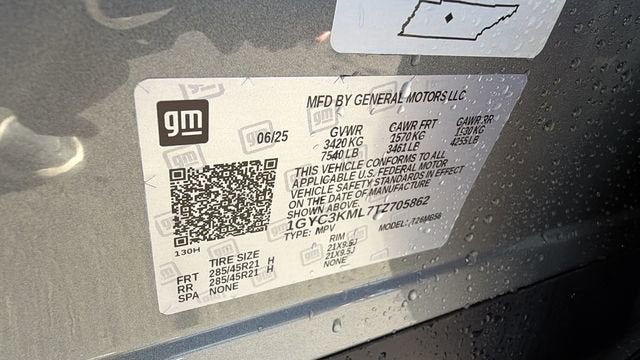 gm
MFD BY GENERAL MOTORS LLC
06/25
GVWR GAWR FRT GAWR RR
3420 KG 1570 KG 1930 KG
7540 LB 3461 LB 4255 LB
THIS VEHICLE CONFORMS TO ALL
APPLICABLE U.S. FEDERAL MOTOR
VEHICLE SAFETY STANDARDS IN EFFECT
ON THE DATE OF MANUFACTURE
SHOWN ABOVE.
1GYC3KML7TZ705862
TYPE: MPV MODEL:
130H
TIRE SIZE RIM
FRT 285/45R21 H 21X9.5J
RR 285/45R21 H 21X9.5J
SPA NONE NONE